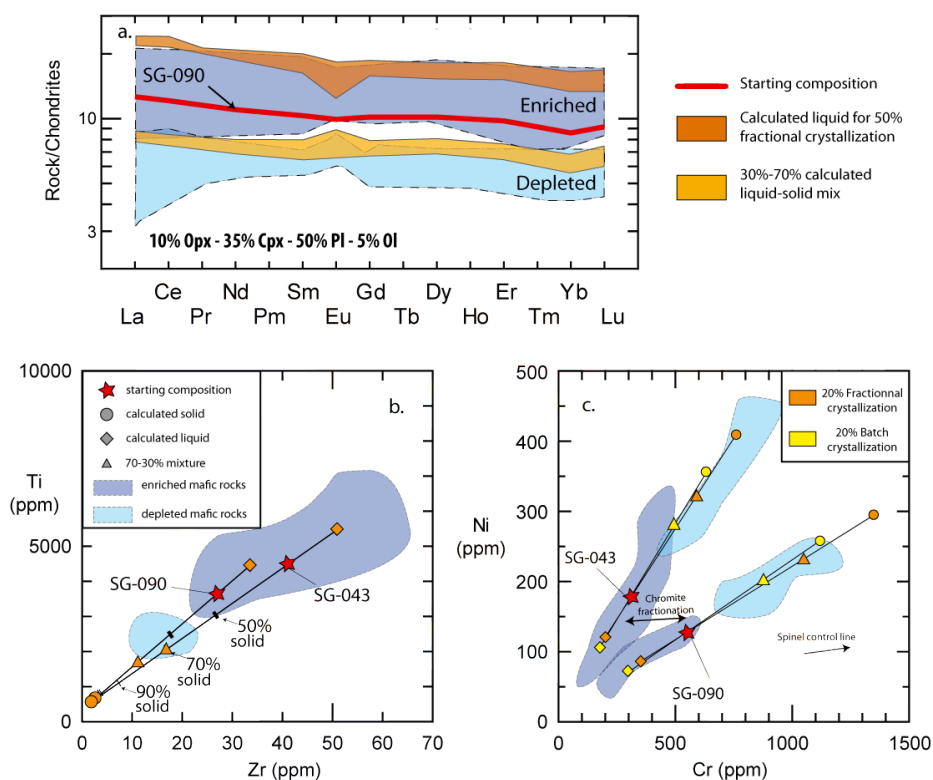 a.
Rock/Chondrites
10
3
SG-090
Enriched
Depleted
10% Opx - 35% Cpx - 50% Pl - 5% Ol
Ce Nd Sm Gd Dy Er Yb
La Pr Pm Eu Tb Ho Tm Lu
Starting composition
Calculated liquid for 50%
fractional crystallization
30%-70% calculated
liquid-solid mix
b.
10000
5000
0
Ti
(ppm)
starting composition
calculated solid
calculated liquid
70-30% mixture
enriched mafic rocks
depleted mafic rocks
SG-090
SG-043
50%
solid
70%
solid
90%
solid
0 10 20 30 40 50 60 70
Zr (ppm)
c.
500
400
300
200
100
0
Ni
(ppm)
20% Fractionnal
crystallization
20% Batch
crystallization
SG-043
Chromite
fractionation
Spinel control line
SG-090
0 500 1000 1500
Cr (ppm)